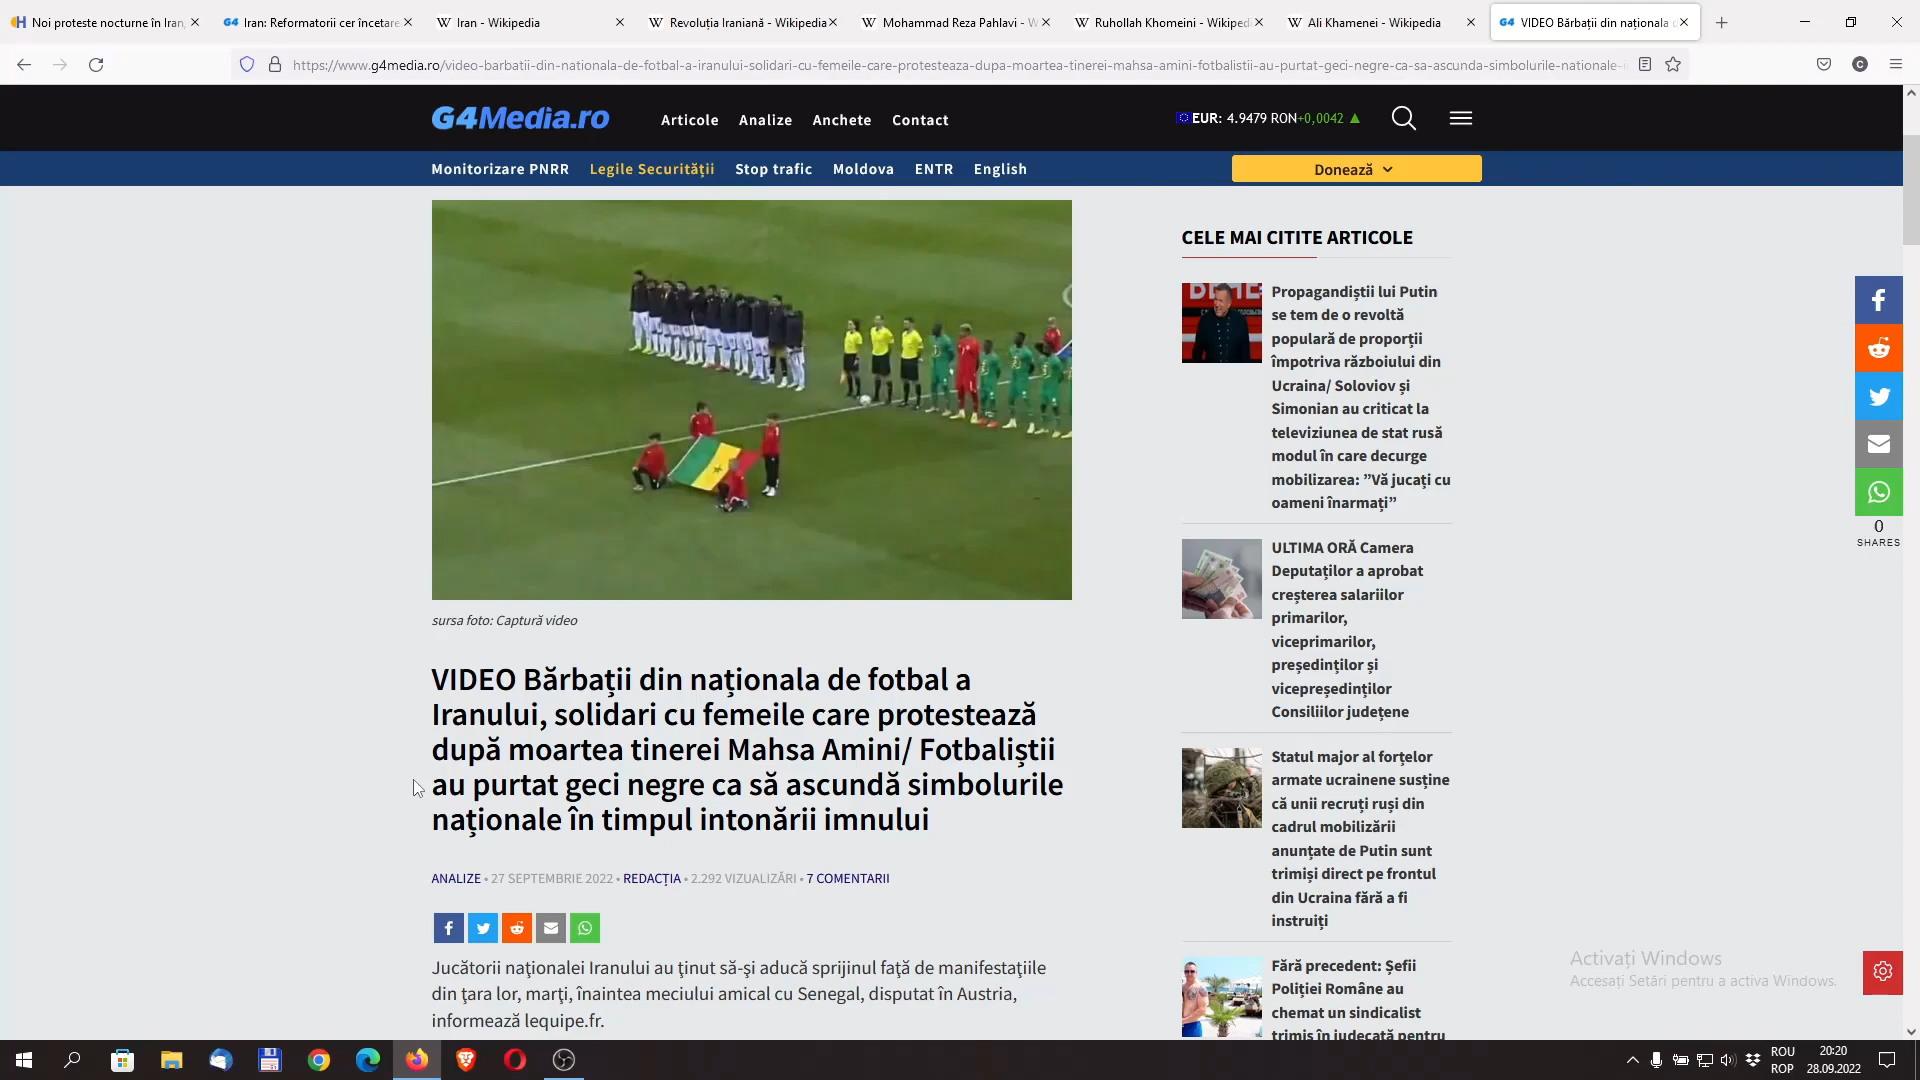 Noi proteste nocturne în Iran,
Iran: Reformatorii cer încetare
Iran - Wikipedia
Revoluția Iraniană - Wikipedia
Mohammad Reza Pahlavi - W
Ruhollah Khomeini - Wikiped
Ali Khamenei - Wikipedia
VIDEO Bărbații din naționala d
https://www.g4media.ro/video-barbatii-din-nationala-de-fotbal-a-iranului-solidari-cu-femeile-care-protesteaza-dupa-moartea-tinerei-mahsa-amini-fotbalistii-au-purtat-geci-negre-ca-sa-ascunda-simbolurile-nationale-i
G4Media.ro
Articole
Analize
Anchete
Contact
EUR: 4.9479 RON+0,0042
Monitorizare PNRR
Legile Securității
Stop trafic
Moldova
ENTR
English
Donează
sursa foto: Captură video
VIDEO Bărbații din naționala de fotbal a
Iranului, solidari cu femeile care protestează
după moartea tinerei Mahsa Amini/ Fotbaliștii
au purtat geci negre ca să ascundă simbolurile
naționale în timpul intonării imnului
ANALIZE • 27 SEPTEMBRIE 2022 • REDACȚIA • 2.292 VIZUALIZĂRI • 7 COMENTARII
Jucătorii naţionalei Iranului au ţinut să-şi aducă sprijinul faţă de manifestaţiile
din ţara lor, marţi, înaintea meciului amical cu Senegal, disputat în Austria,
informează lequipe.fr.
CELE MAI CITITE ARTICOLE
Propagandiștii lui Putin
se tem de o revoltă
populară de proporții
împotriva războiului din
Ucraina/ Soloviov și
Simonian au criticat la
televiziunea de stat rusă
modul în care decurge
mobilizarea: ”Vă jucați cu
oameni înarmați”
ULTIMA ORĂ Camera
Deputaților a aprobat
creșterea salariilor
primarilor,
viceprimarilor,
președinților și
vicepreședinților
Consiliilor județene
Statul major al forțelor
armate ucrainene susține
că unii recruți ruși din
cadrul mobilizării
anunțate de Putin sunt
trimiși direct pe frontul
din Ucraina fără a fi
instruiți
Fără precedent: Șefii
Poliției Române au
chemat un sindicalist
trimis în judecată pentru
0
SHARES
Activați Windows
Accesați Setări pentru a activa Windows.
ROU
ROP
20:20
28.09.2022